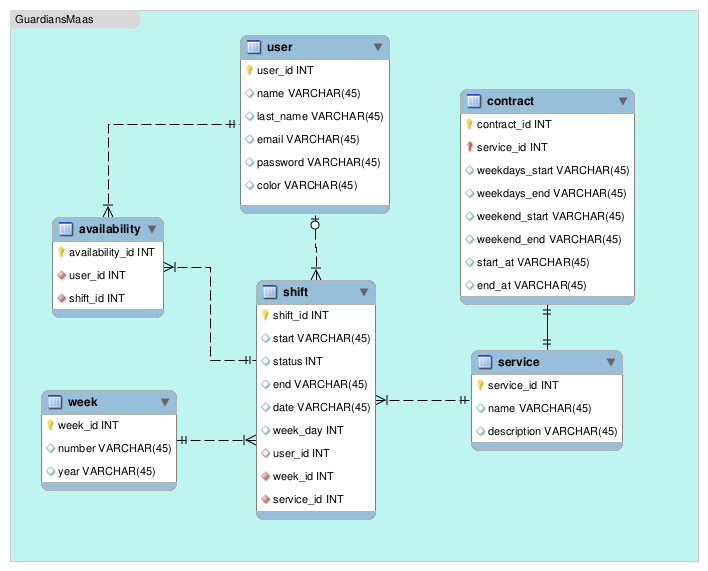 GuardiansMaas
user
user_id INT
name VARCHAR(45)
last_name VARCHAR(45)
email VARCHAR(45)
password VARCHAR(45)
color VARCHAR(45)
contract
contract_id INT
service_id INT
weekdays_start VARCHAR(45)
weekdays_end VARCHAR(45)
weekend_start VARCHAR(45)
weekend_end VARCHAR(45)
start_at VARCHAR(45)
end_at VARCHAR(45)
availability
availability_id INT
user_id INT
shift_id INT
shift
shift_id INT
start VARCHAR(45)
status INT
end VARCHAR(45)
date VARCHAR(45)
week_day INT
user_id INT
week_id INT
service_id INT
service
service_id INT
name VARCHAR(45)
description VARCHAR(45)
week
week_id INT
number VARCHAR(45)
year VARCHAR(45)